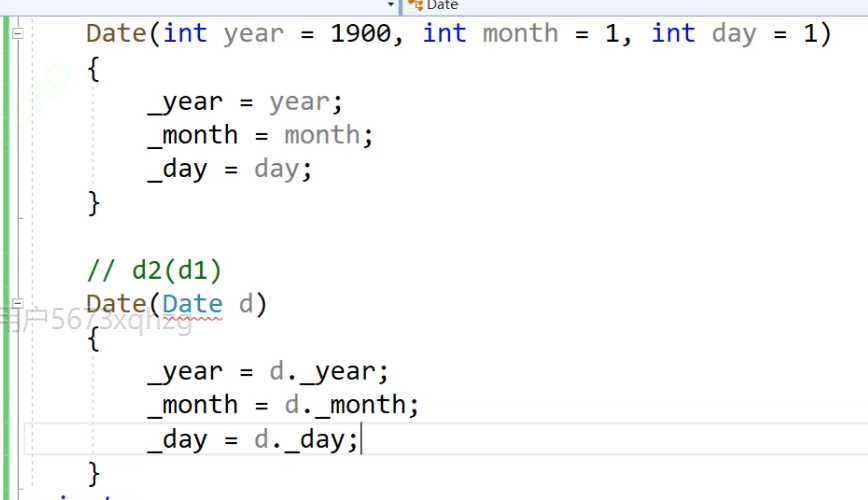 Date
Date(int year = 1900, int month = 1, int day = 1)
{
_year = year;
_month = month;
_day = day;
}
// d2(d1)
Date(Date d)
用户5673xqhzg
{
_year = d._year;
_month = d._month;
_day = d._day;
}